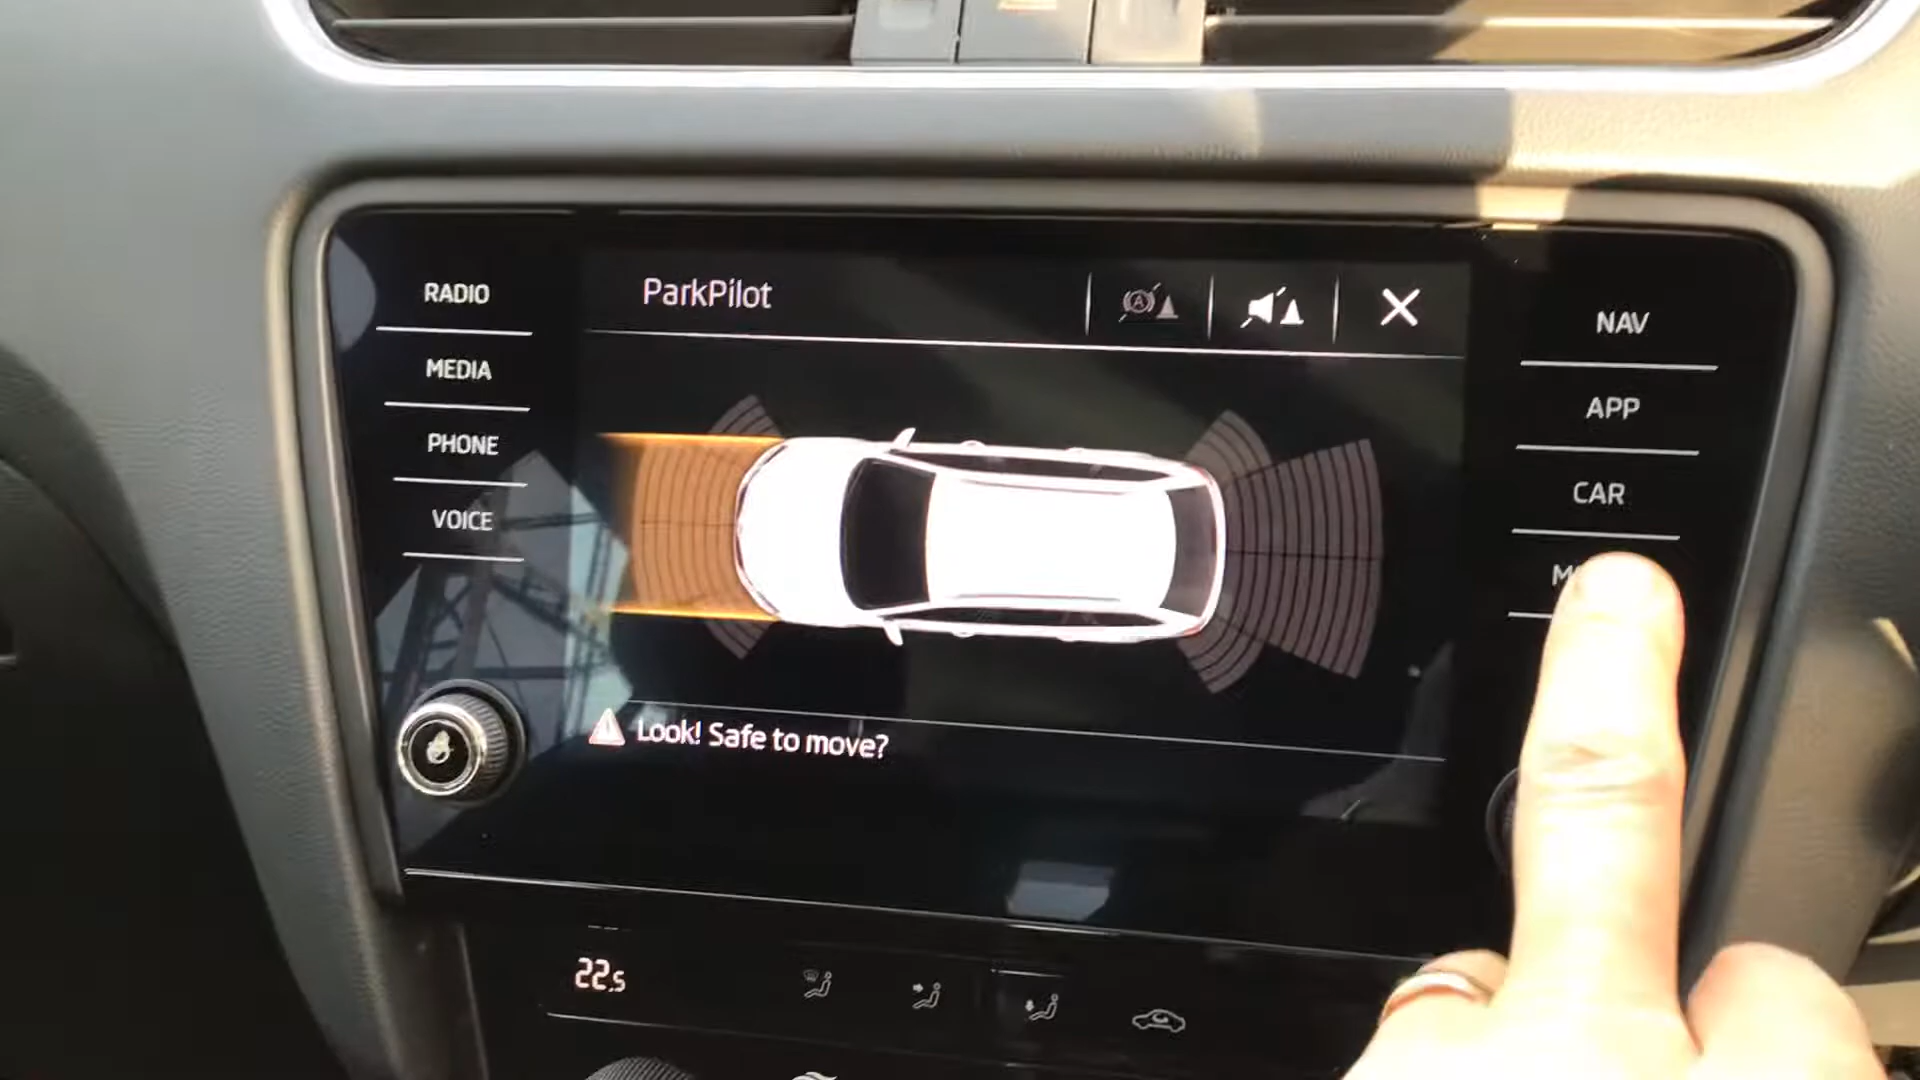 RADIO
MEDIA
PHONE
VOICE
ParkPilot
A
NAV
APP
CAR
Look! Safe to move?
22.5